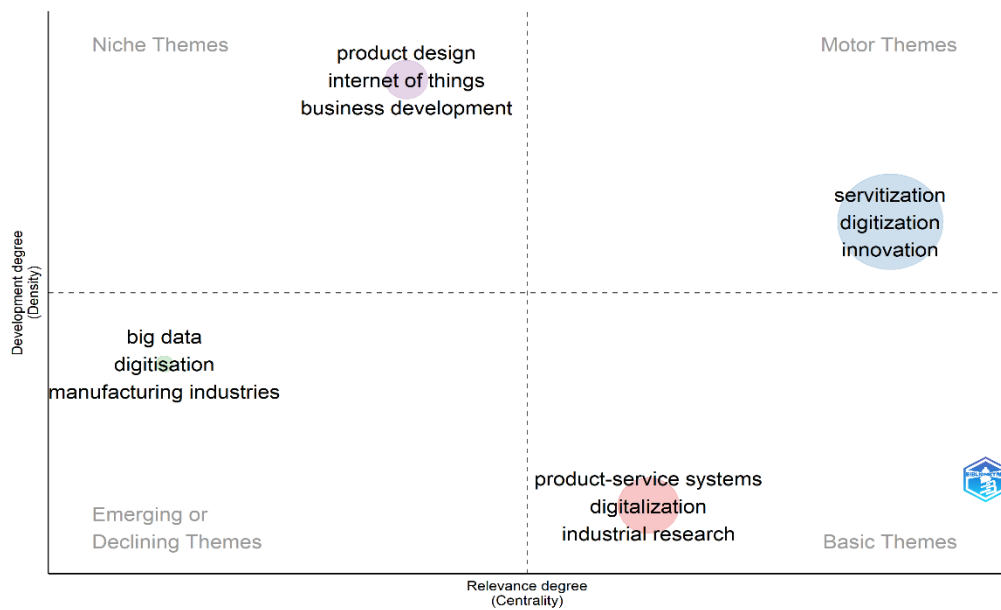 Niche Themes
Motor Themes
product design
internet of things
business development
servitization
digitization
innovation
Development degree
(Density)
big data
digitisation
manufacturing industries
product-service systems
digitalization
industrial research
Emerging or
Declining Themes
Basic Themes
Relevance degree
(Centrality)